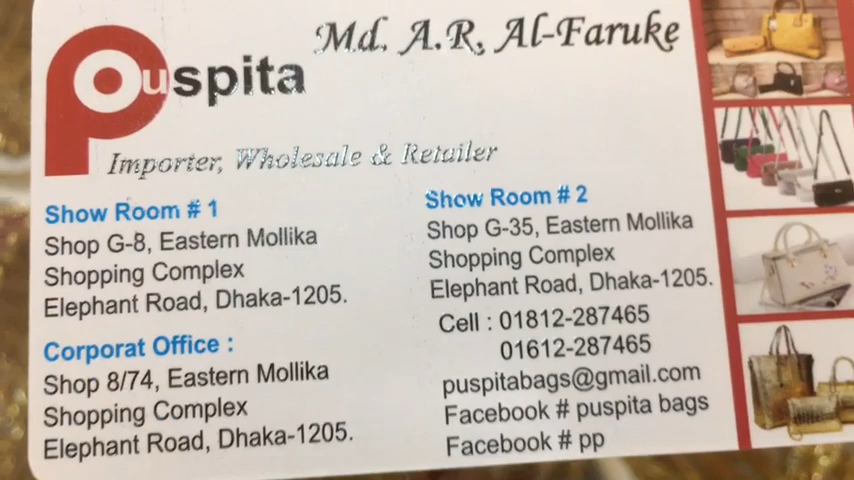 Puspita
Md. A.R. Al-Faruke
Importer, Wholesale & Retailer
Show Room # 1
Shop G-8, Eastern Mollika
Shopping Complex
Elephant Road, Dhaka-1205.
Corporat Office :
Shop 8/74, Eastern Mollika
Shopping Complex
Elephant Road, Dhaka-1205.
Show Room # 2
Shop G-35, Eastern Mollika
Shopping Complex
Elephant Road, Dhaka-1205.
Cell : 01812-287465
01612-287465
puspitabags@gmail.com
Facebook # puspita bags
Facebook # pp